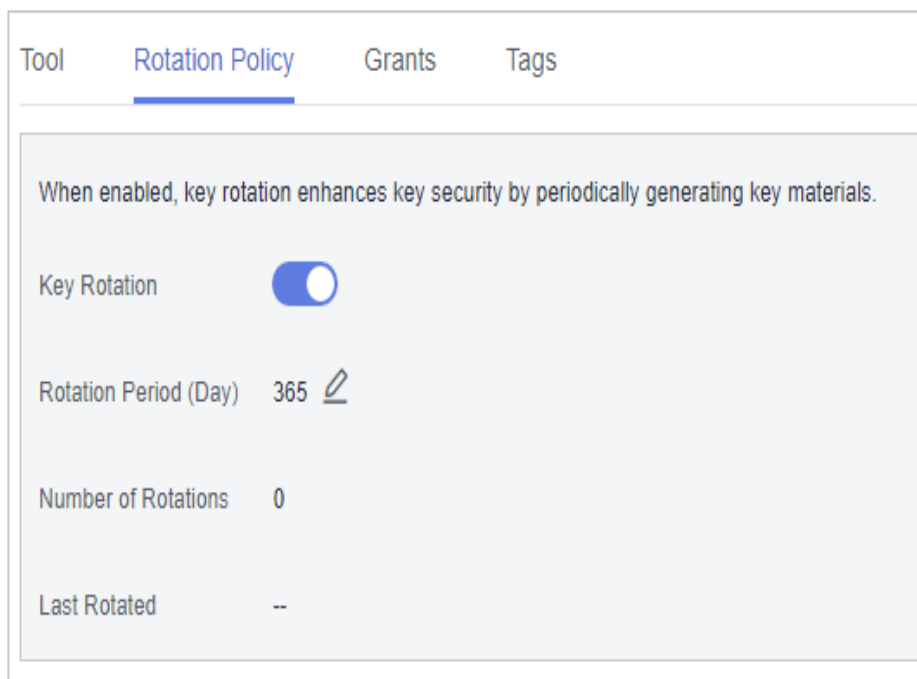 Tool Rotation Policy Grants Tags
When enabled, key rotation enhances key security by periodically generating key materials.
Key Rotation
Rotation Period (Day) 365
Number of Rotations 0
Last Rotated --